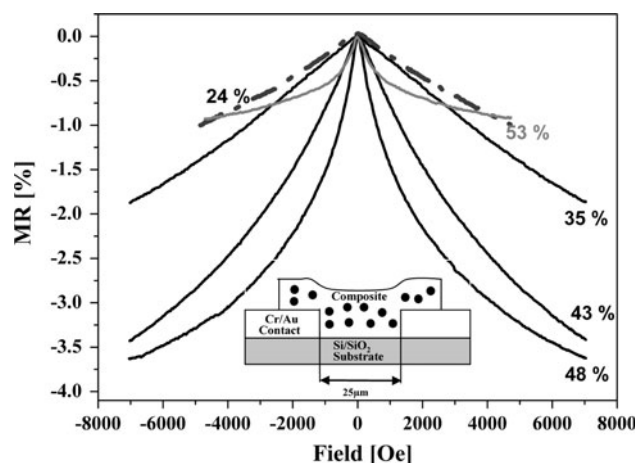 MR [%]
0.0
-0.5
-1.0
-1.5
-2.0
-2.5
-3.0
-3.5
-4.0
24 %
53 %
35 %
43 %
48 %
Composite
Cr/Au
Contact
Si/SiO2
Substrate
25μm
-8000 -6000 -4000 -2000 0 2000 4000 6000 8000
Field [Oe]